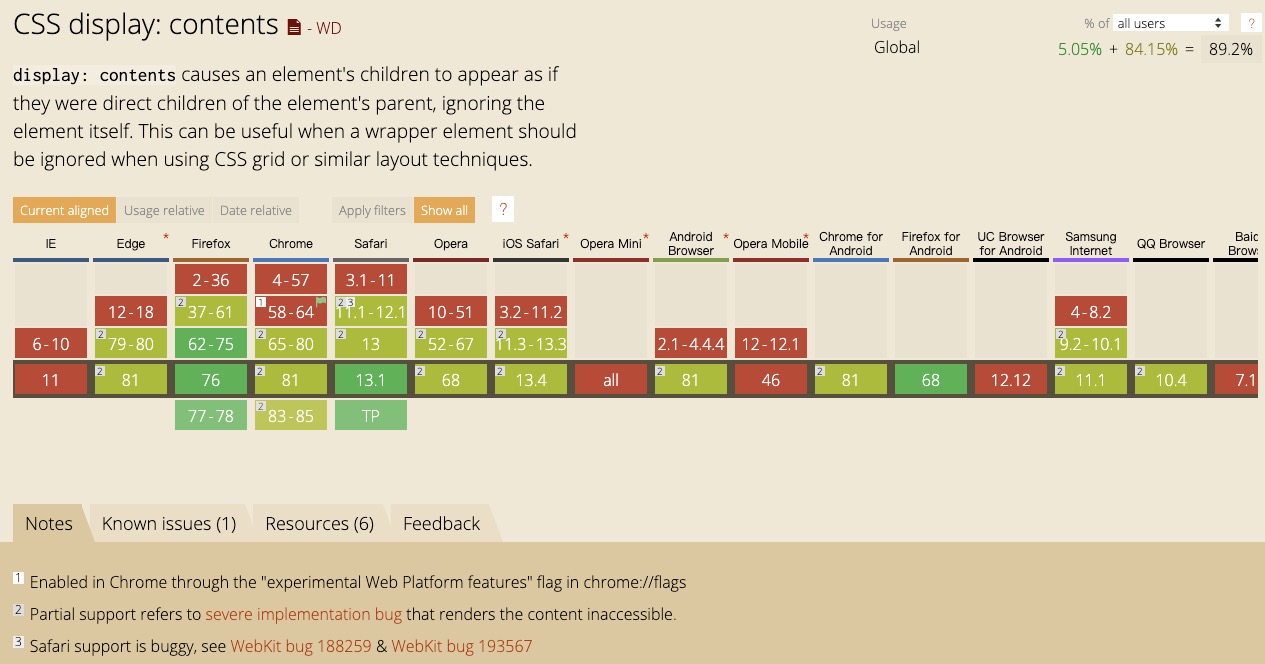 CSS display: contents - WD
Usage % of all users ?
Global 5.05% + 84.15% = 89.2%
display: contents causes an element's children to appear as if
they were direct children of the element's parent, ignoring the
element itself. This can be useful when a wrapper element should
be ignored when using CSS grid or similar layout techniques.
Current aligned Usage relative Date relative Apply filters Show all ?
IE Edge * Firefox Chrome Safari Opera iOS Safari * Opera Mini * Android Browser * Opera Mobile * Chrome for Android Firefox for Android UC Browser for Android Samsung Internet QQ Browser
2-36 4-57 3.1-11
12-18 2 37-61 1 58-64 2 3 11.1-12.1 10-51 3.2-11.2 4-8.2
6-10 2 79-80 62-75 2 65-80 2 13 2 52-67 2 11.3-13.3 2.1-4.4.4 12-12.1 2 9.2-10.1
11 2 81 76 2 81 13.1 2 68 2 13.4 all 2 81 46 2 81 68 12.12 2 11.1 2 10.4 7.1
77-78 2 83-85 TP
Notes Known issues (1) Resources (6) Feedback
1 Enabled in Chrome through the "experimental Web Platform features" flag in chrome://flags
2 Partial support refers to severe implementation bug that renders the content inaccessible.
3 Safari support is buggy, see WebKit bug 188259 & WebKit bug 193567